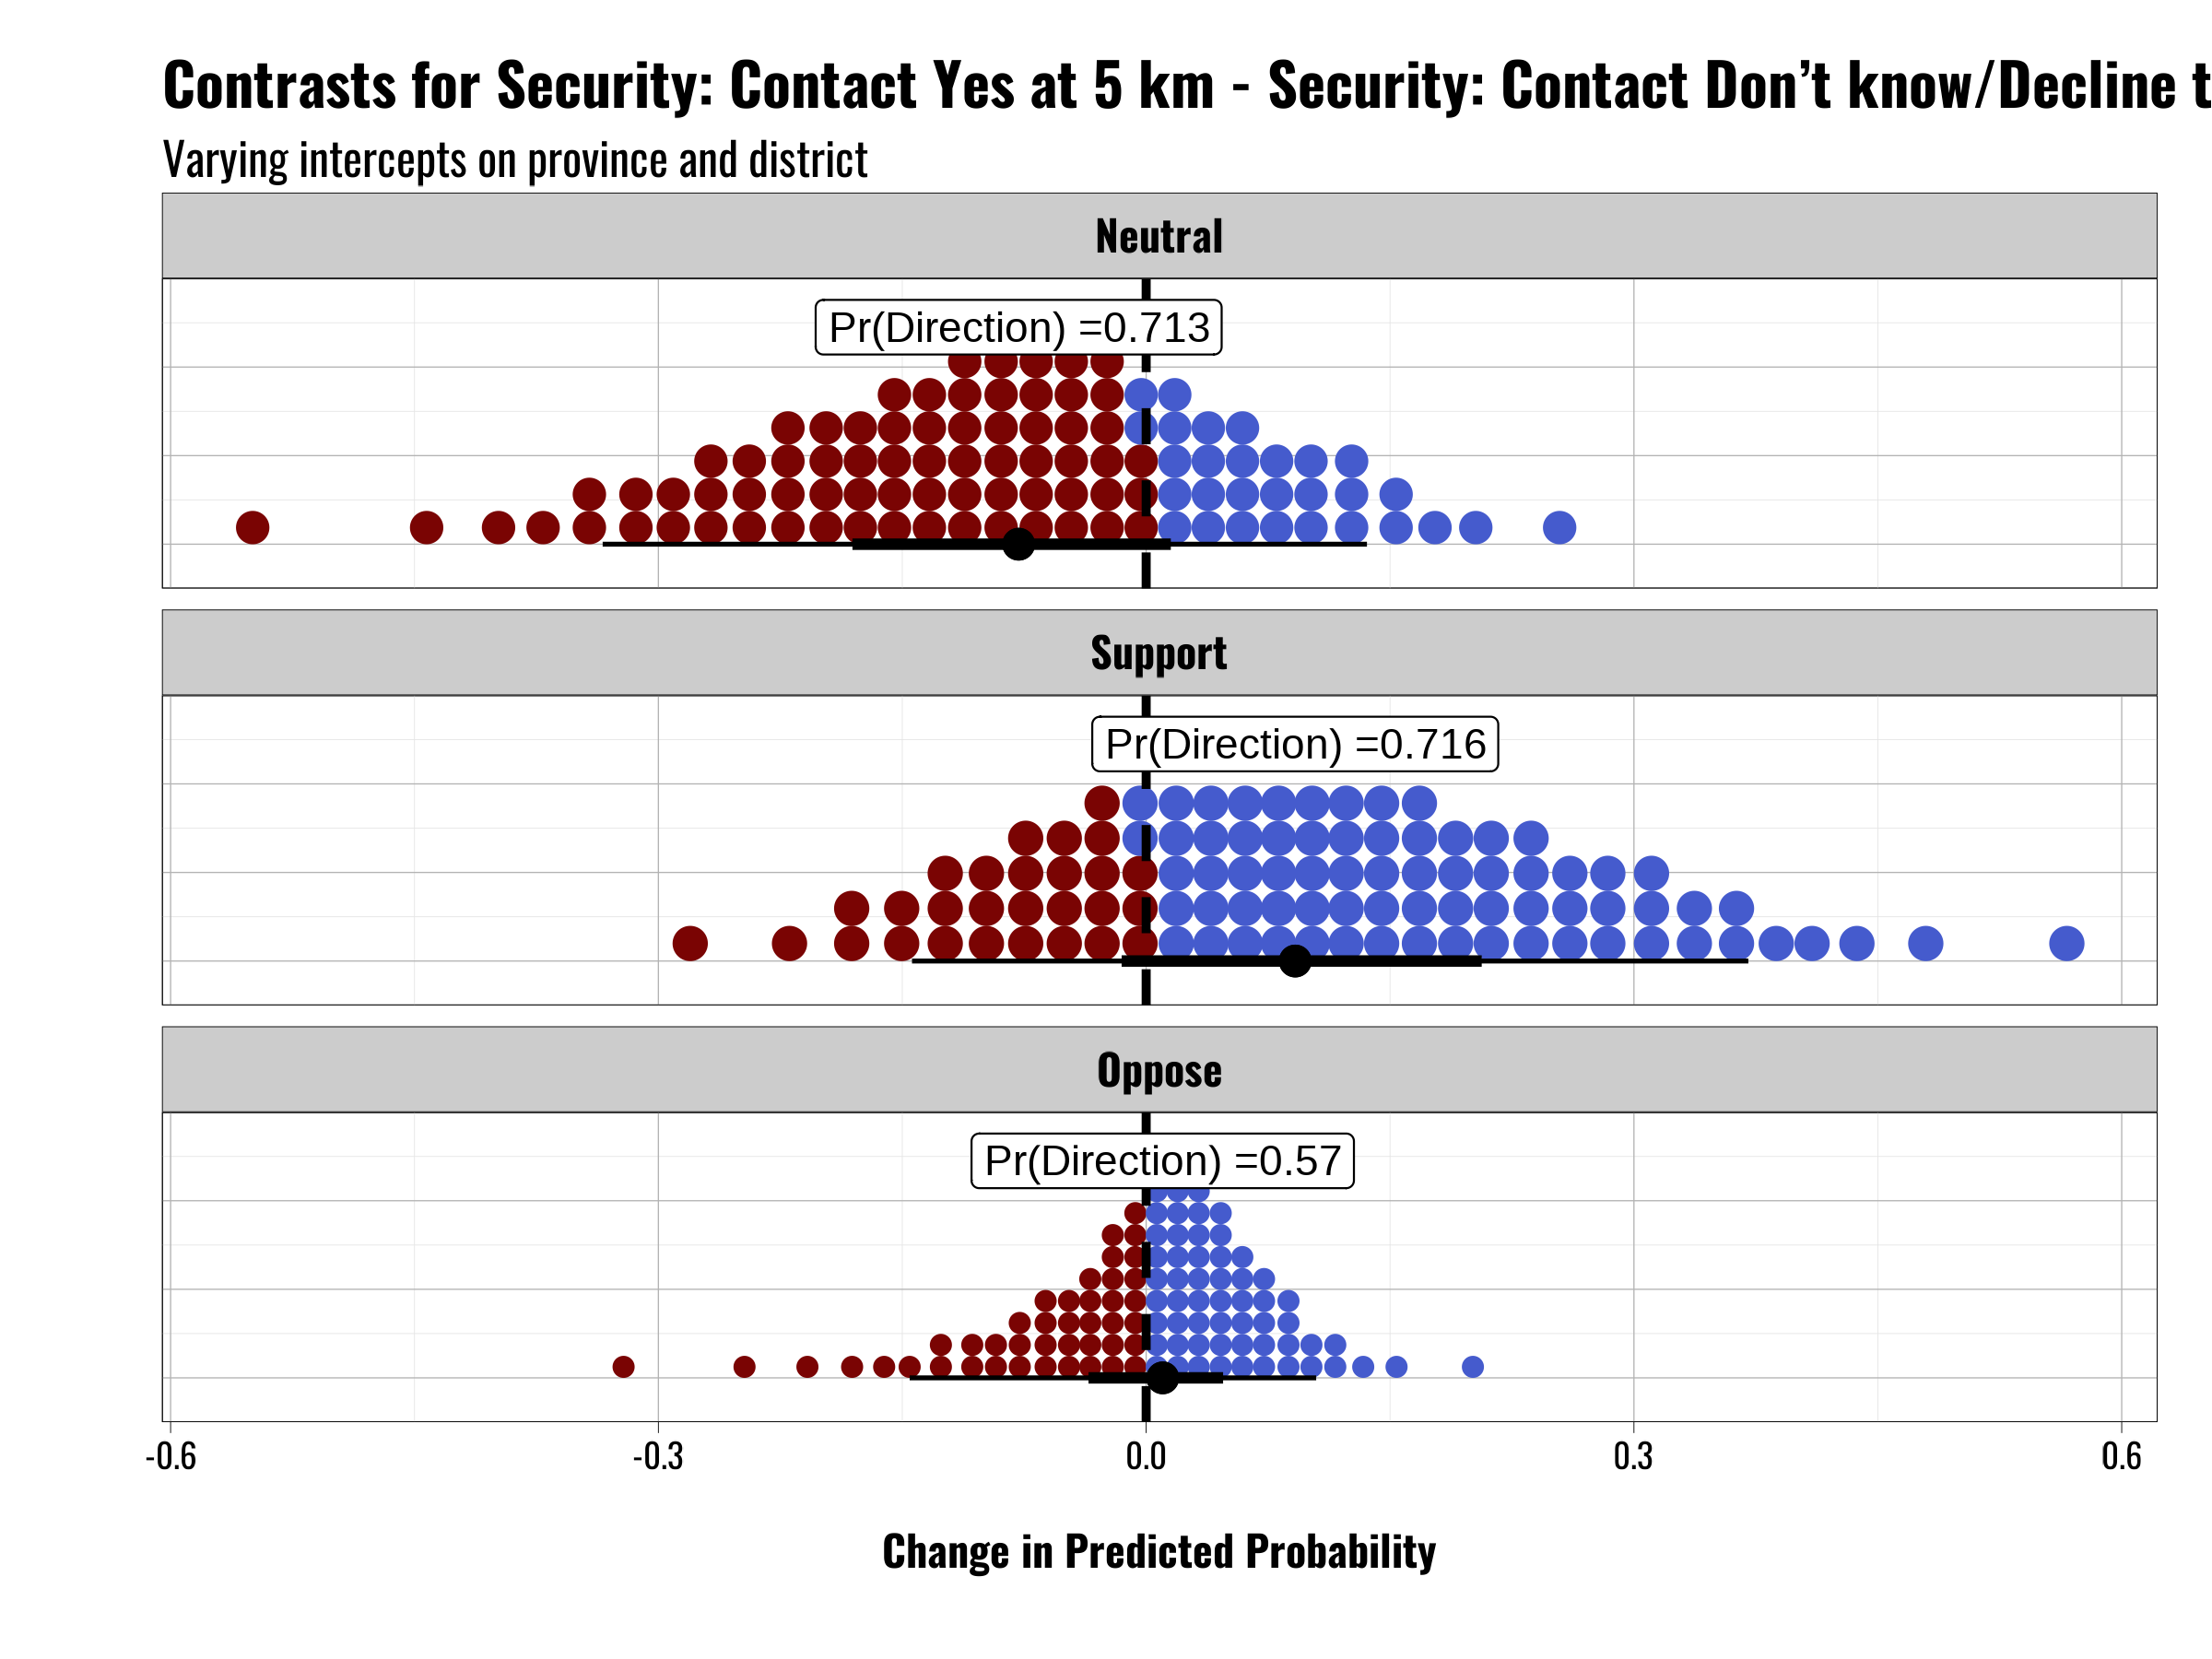 Contrasts for Security: Contact Yes at 5 km - Security: Contact Don’t know/Decline t
Varying intercepts on province and district
Neutral
Pr(Direction) =0.713
Support
Pr(Direction) =0.716
Oppose
Pr(Direction) =0.57
-0.6 -0.3 0.0 0.3 0.6
Change in Predicted Probability